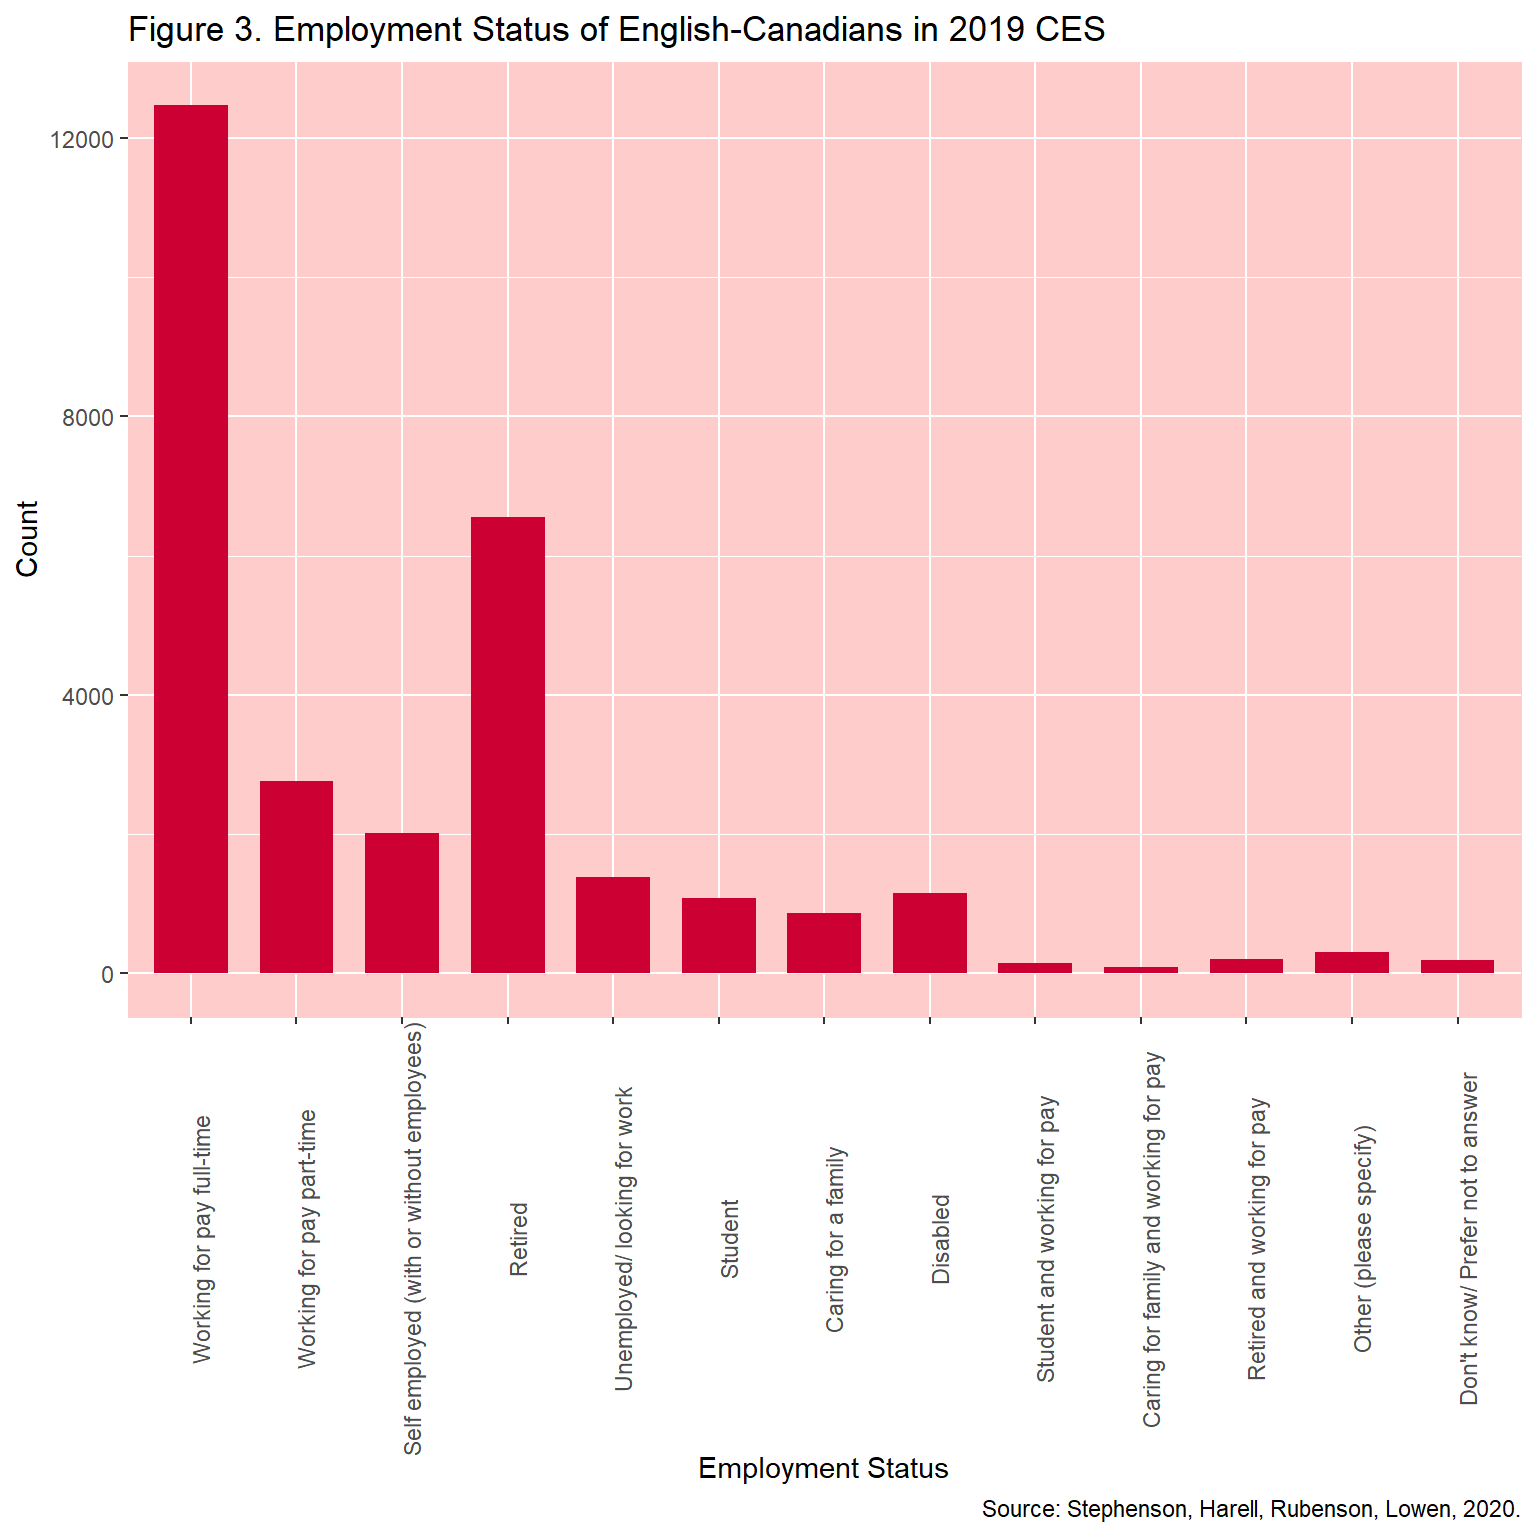 Figure 3. Employment Status of English-Canadians in 2019 CES
12000
8000
4000
0
Count
Working for pay full-time
Working for pay part-time
Self employed (with or without employees)
Retired
Unemployed/ looking for work
Student
Caring for a family
Disabled
Student and working for pay
Caring for family and working for pay
Retired and working for pay
Other (please specify)
Don't know/ Prefer not to answer
Employment Status
Source: Stephenson, Harell, Rubenson, Lowen, 2020.